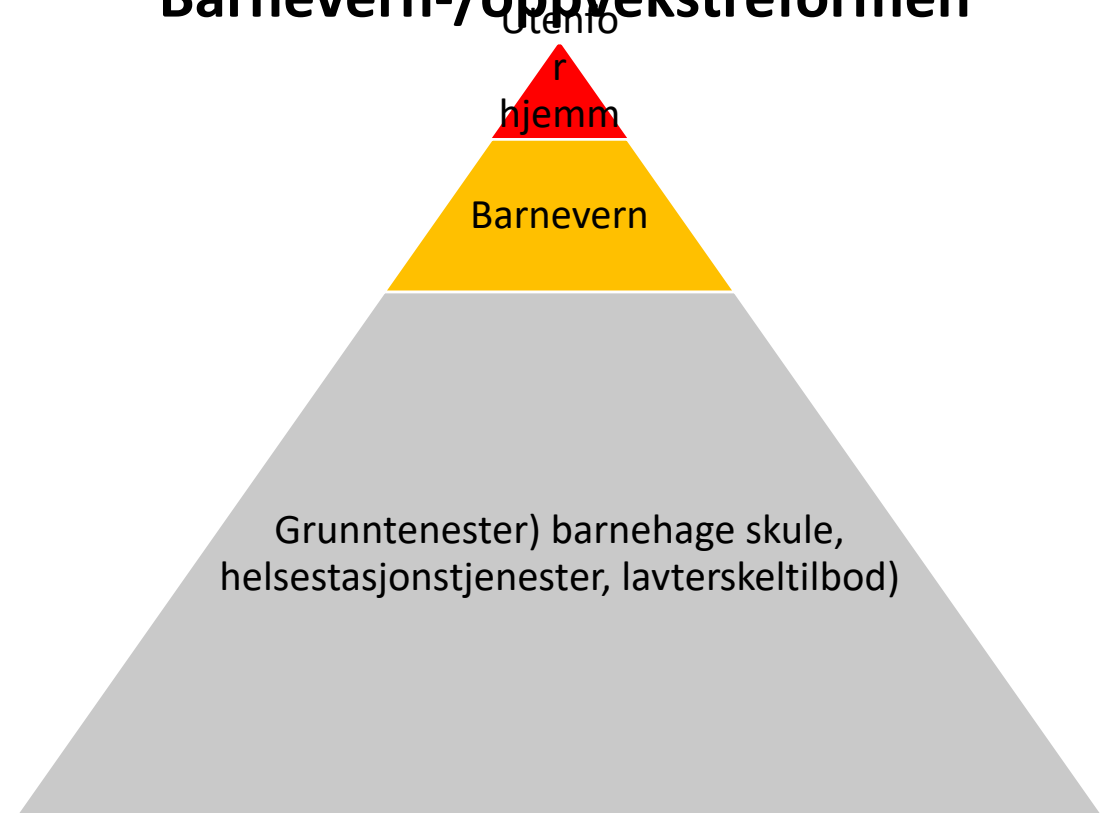 Barnevern-/oppvekstreformen
Utenfo
r
hjemm
Barnevern
Grunntenester) barnehage skule,
helsestasjonstjenester, lavterskeltilbod)